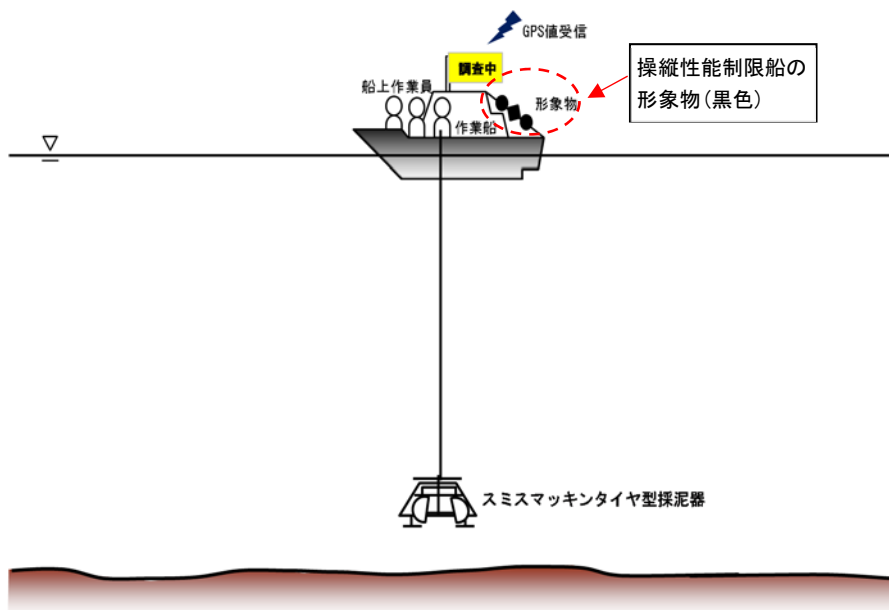 GPS値受信
調査中
操縦性能制限船の
形象物(黒色)
船上作業員
形象物
作業船
スミスマッキンタイヤ型採泥器